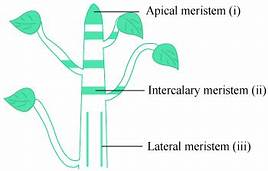 Apical meristem (i)
Intercalary meristem (ii)
Lateral meristem (iii)